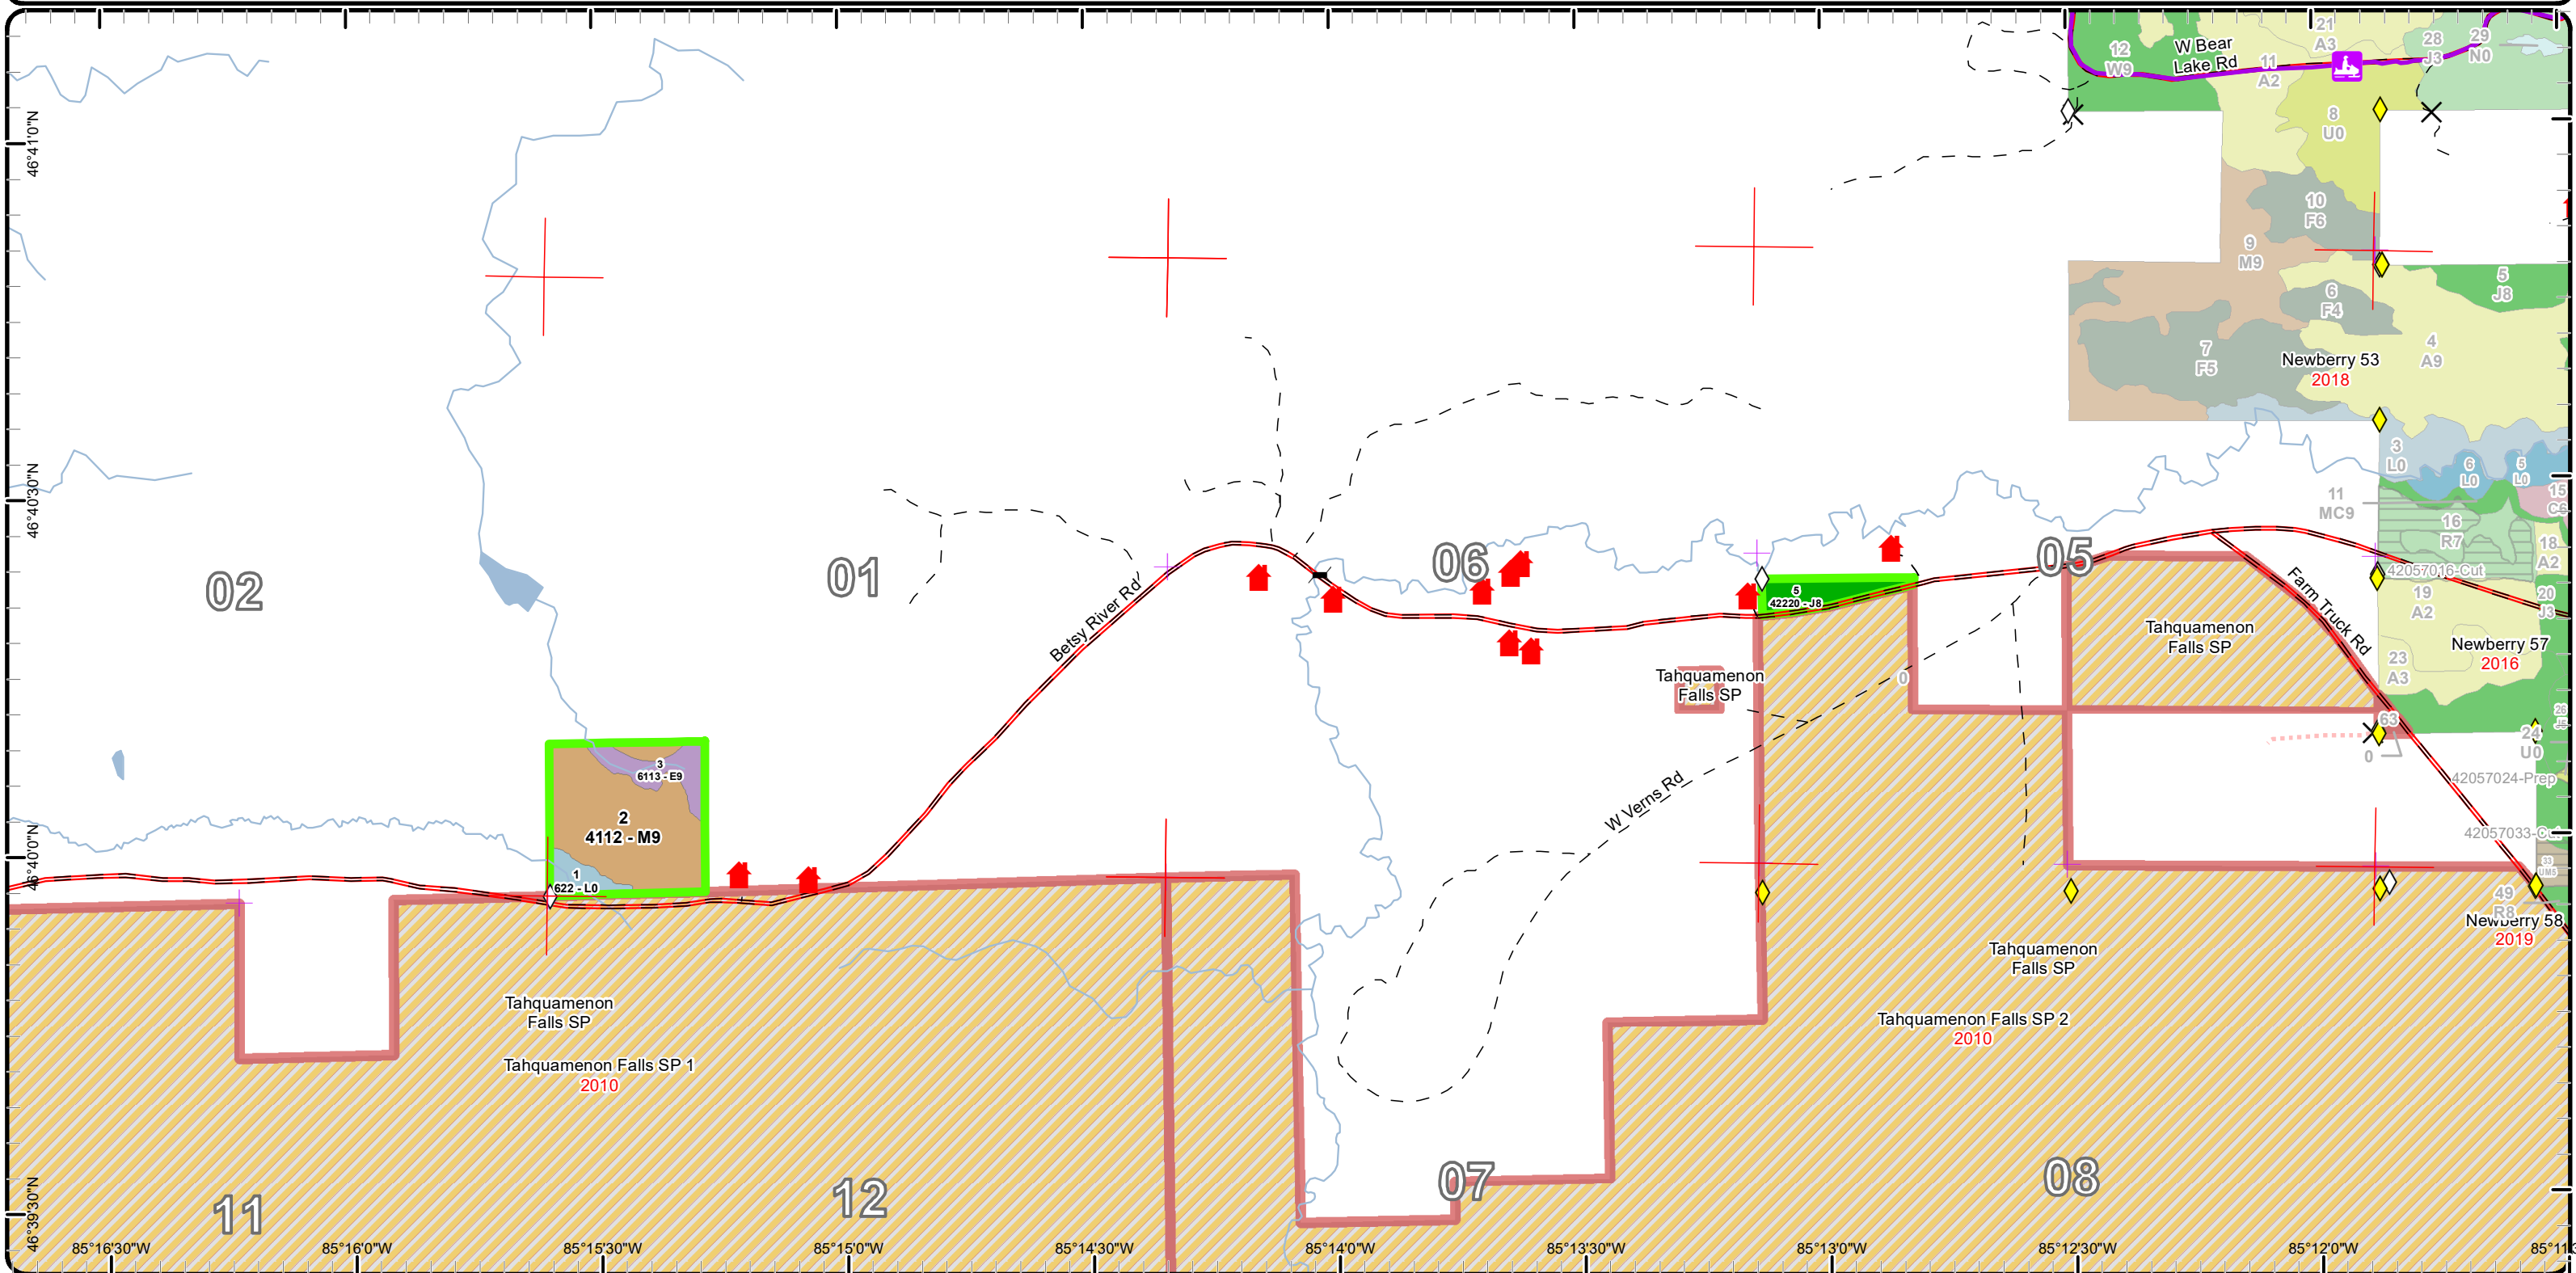 21
A3
28
J3
29
N0
12
W9
W Bear
Lake Rd
11
A2
8
U0
46°41'0"N
10
F6
9
M9
5
J8
6
F4
7
F5
4
A9
Newberry 53
2018
3
L0
6
L0
5
L0
11
MC9
15
16
R7
46°40'30"N
18
A2
02
01
06
05
42057016-Cut
5
42220 - J8
19
A2
20
J3
Betsy River Rd
Farm Truck Rd
Tahquamenon
Falls SP
Newberry 57
2016
23
A3
Tahquamenon
Falls SP
0
63
24
U0
0
3
6113 - E9
42057024-Prep
2
4112 - M9
W Verns Rd
42057033-Cut
46°40'0"N
1
622 - L0
33
UM5
49
R8
Newberry 58
2019
Tahquamenon
Falls SP
Tahquamenon
Falls SP
Tahquamenon Falls SP 1
2010
Tahquamenon Falls SP 2
2010
11
12
07
08
46°39'30"N
85°16'30"W
85°16'0"W
85°15'30"W
85°15'0"W
85°14'30"W
85°14'0"W
85°13'30"W
85°13'0"W
85°12'30"W
85°12'0"W
85°11'